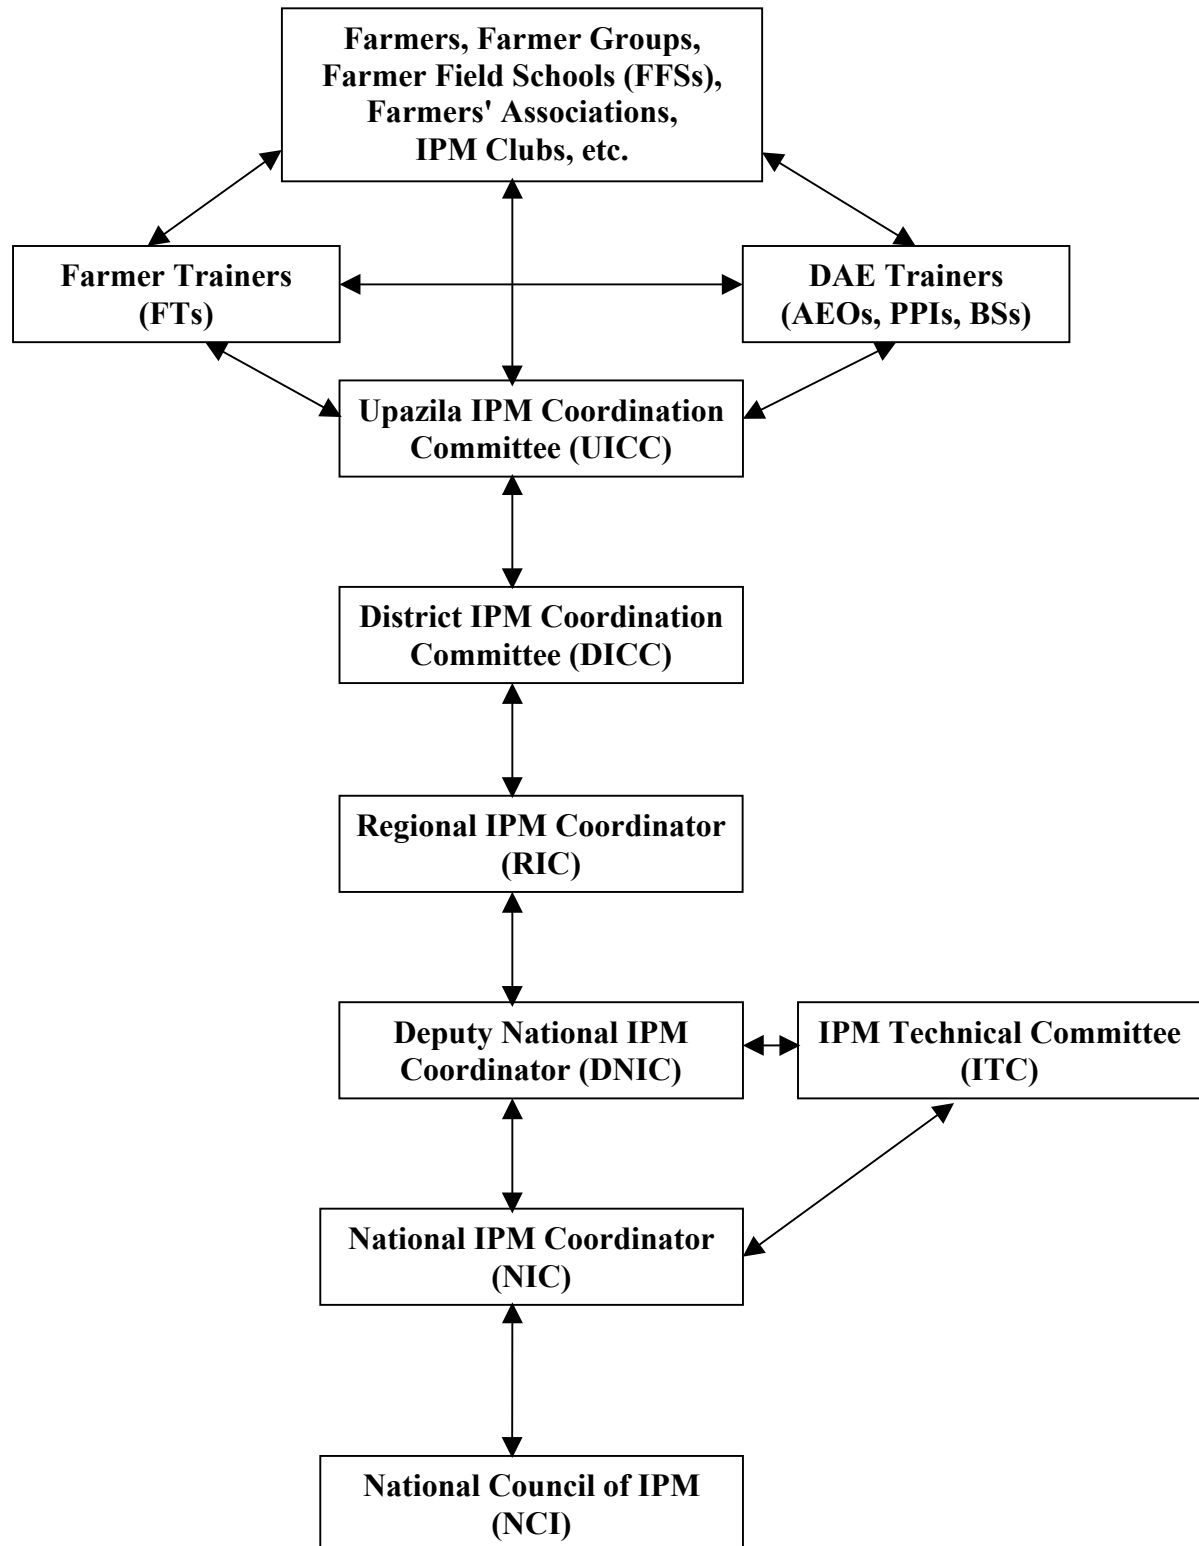 Farmers, Farmer Groups,
Farmer Field Schools (FFSs),
Farmers' Associations,
IPM Clubs, etc.
Farmer Trainers
(FTs)
DAE Trainers
(AEOs, PPIs, BSs)
Upazila IPM Coordination
Committee (UICC)
District IPM Coordination
Committee (DICC)
Regional IPM Coordinator
(RIC)
Deputy National IPM
Coordinator (DNIC)
IPM Technical Committee
(ITC)
National IPM Coordinator
(NIC)
National Council of IPM
(NCI)